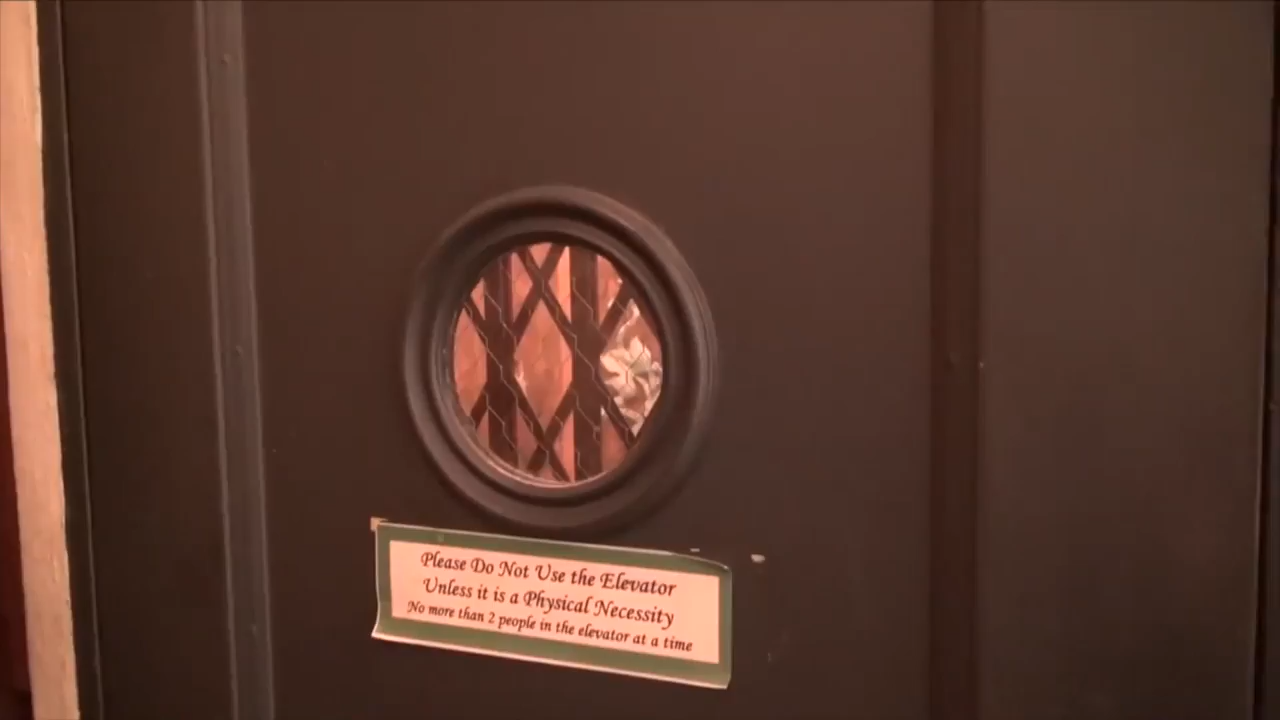 Please Do Not Use the Elevator
Unless it is a Physical Necessity
No more than 2 people in the elevator at a time